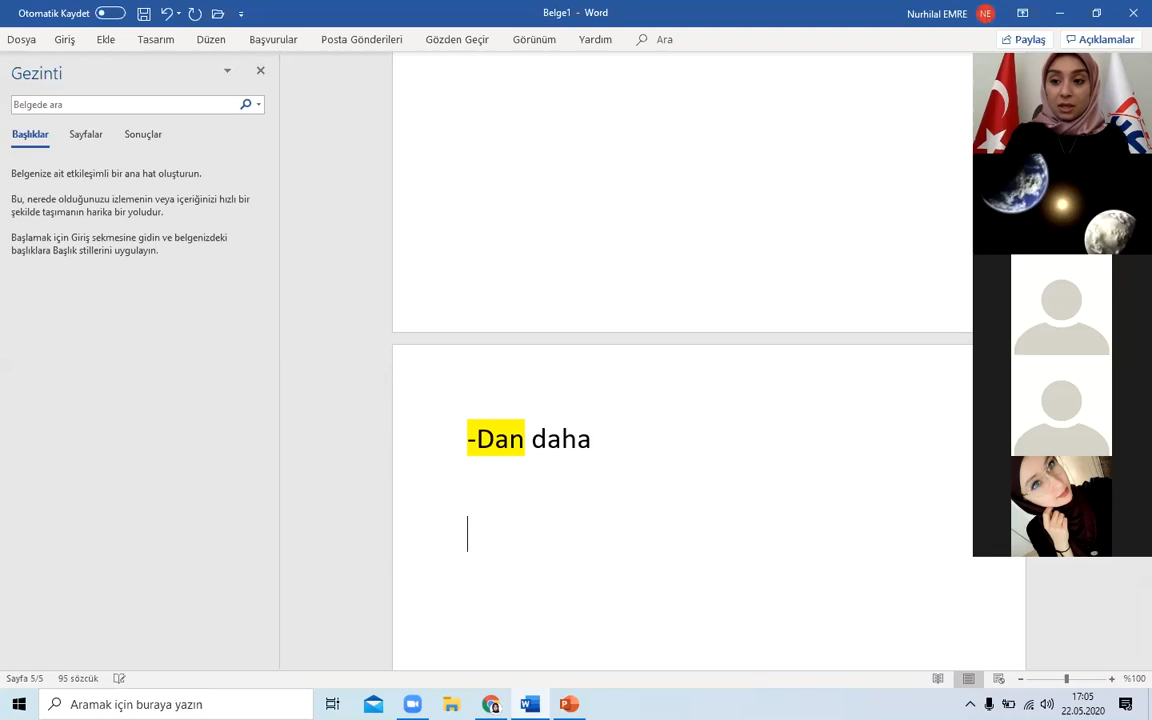 Otomatik Kaydet
Belge1 - Word
Nurhilal EMRE
NE
Dosya
Giriş
Ekle
Tasarım
Düzen
Başvurular
Posta Gönderileri
Gözden Geçir
Görünüm
Yardım
Ara
Paylaş
Açıklamalar
Gezinti
Belgede ara
Başlıklar
Sayfalar
Sonuçlar
Belgenize ait etkileşimli bir ana hat oluşturun.
Bu, nerede olduğunuzu izlemenin veya içeriğinizi hızlı bir
şekilde taşımanın harika bir yoludur.
Başlamak için Giriş sekmesine gidin ve belgenizdeki
başlıklara Başlık stillerini uygulayın.
-Dan daha
Sayfa 5/5
95 sözcük
%100
Aramak için buraya yazın
17:05
22.05.2020